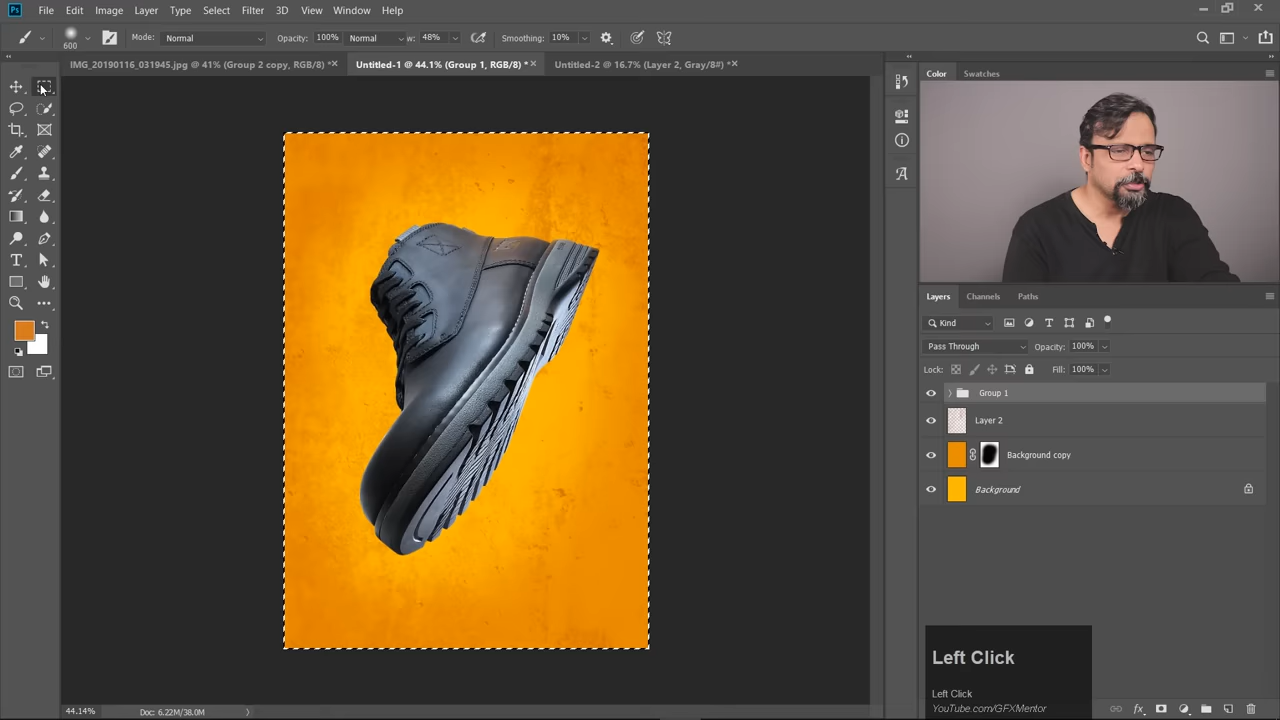 Ps File Edit Image Layer Type Select Filter 3D View Window Help
600 Mode: Normal Opacity: 100% Normal w: 48% Smoothing: 10%
IMG_20190116_031945.jpg @ 41% (Group 2 copy, RGB/8) * × Untitled-1 @ 44.1% (Group 1, RGB/8) * × Untitled-2 @ 16.7% (Layer 2, Gray/8#) * ×
Color Swatches
Layers Channels Paths
Kind
Pass Through Opacity: 100%
Lock: Fill: 100%
Group 1
Layer 2
Background copy
Background
Left Click
Left Click
YouTube.com/GFXMentor
44.14% Doc: 6.22M/38.0M